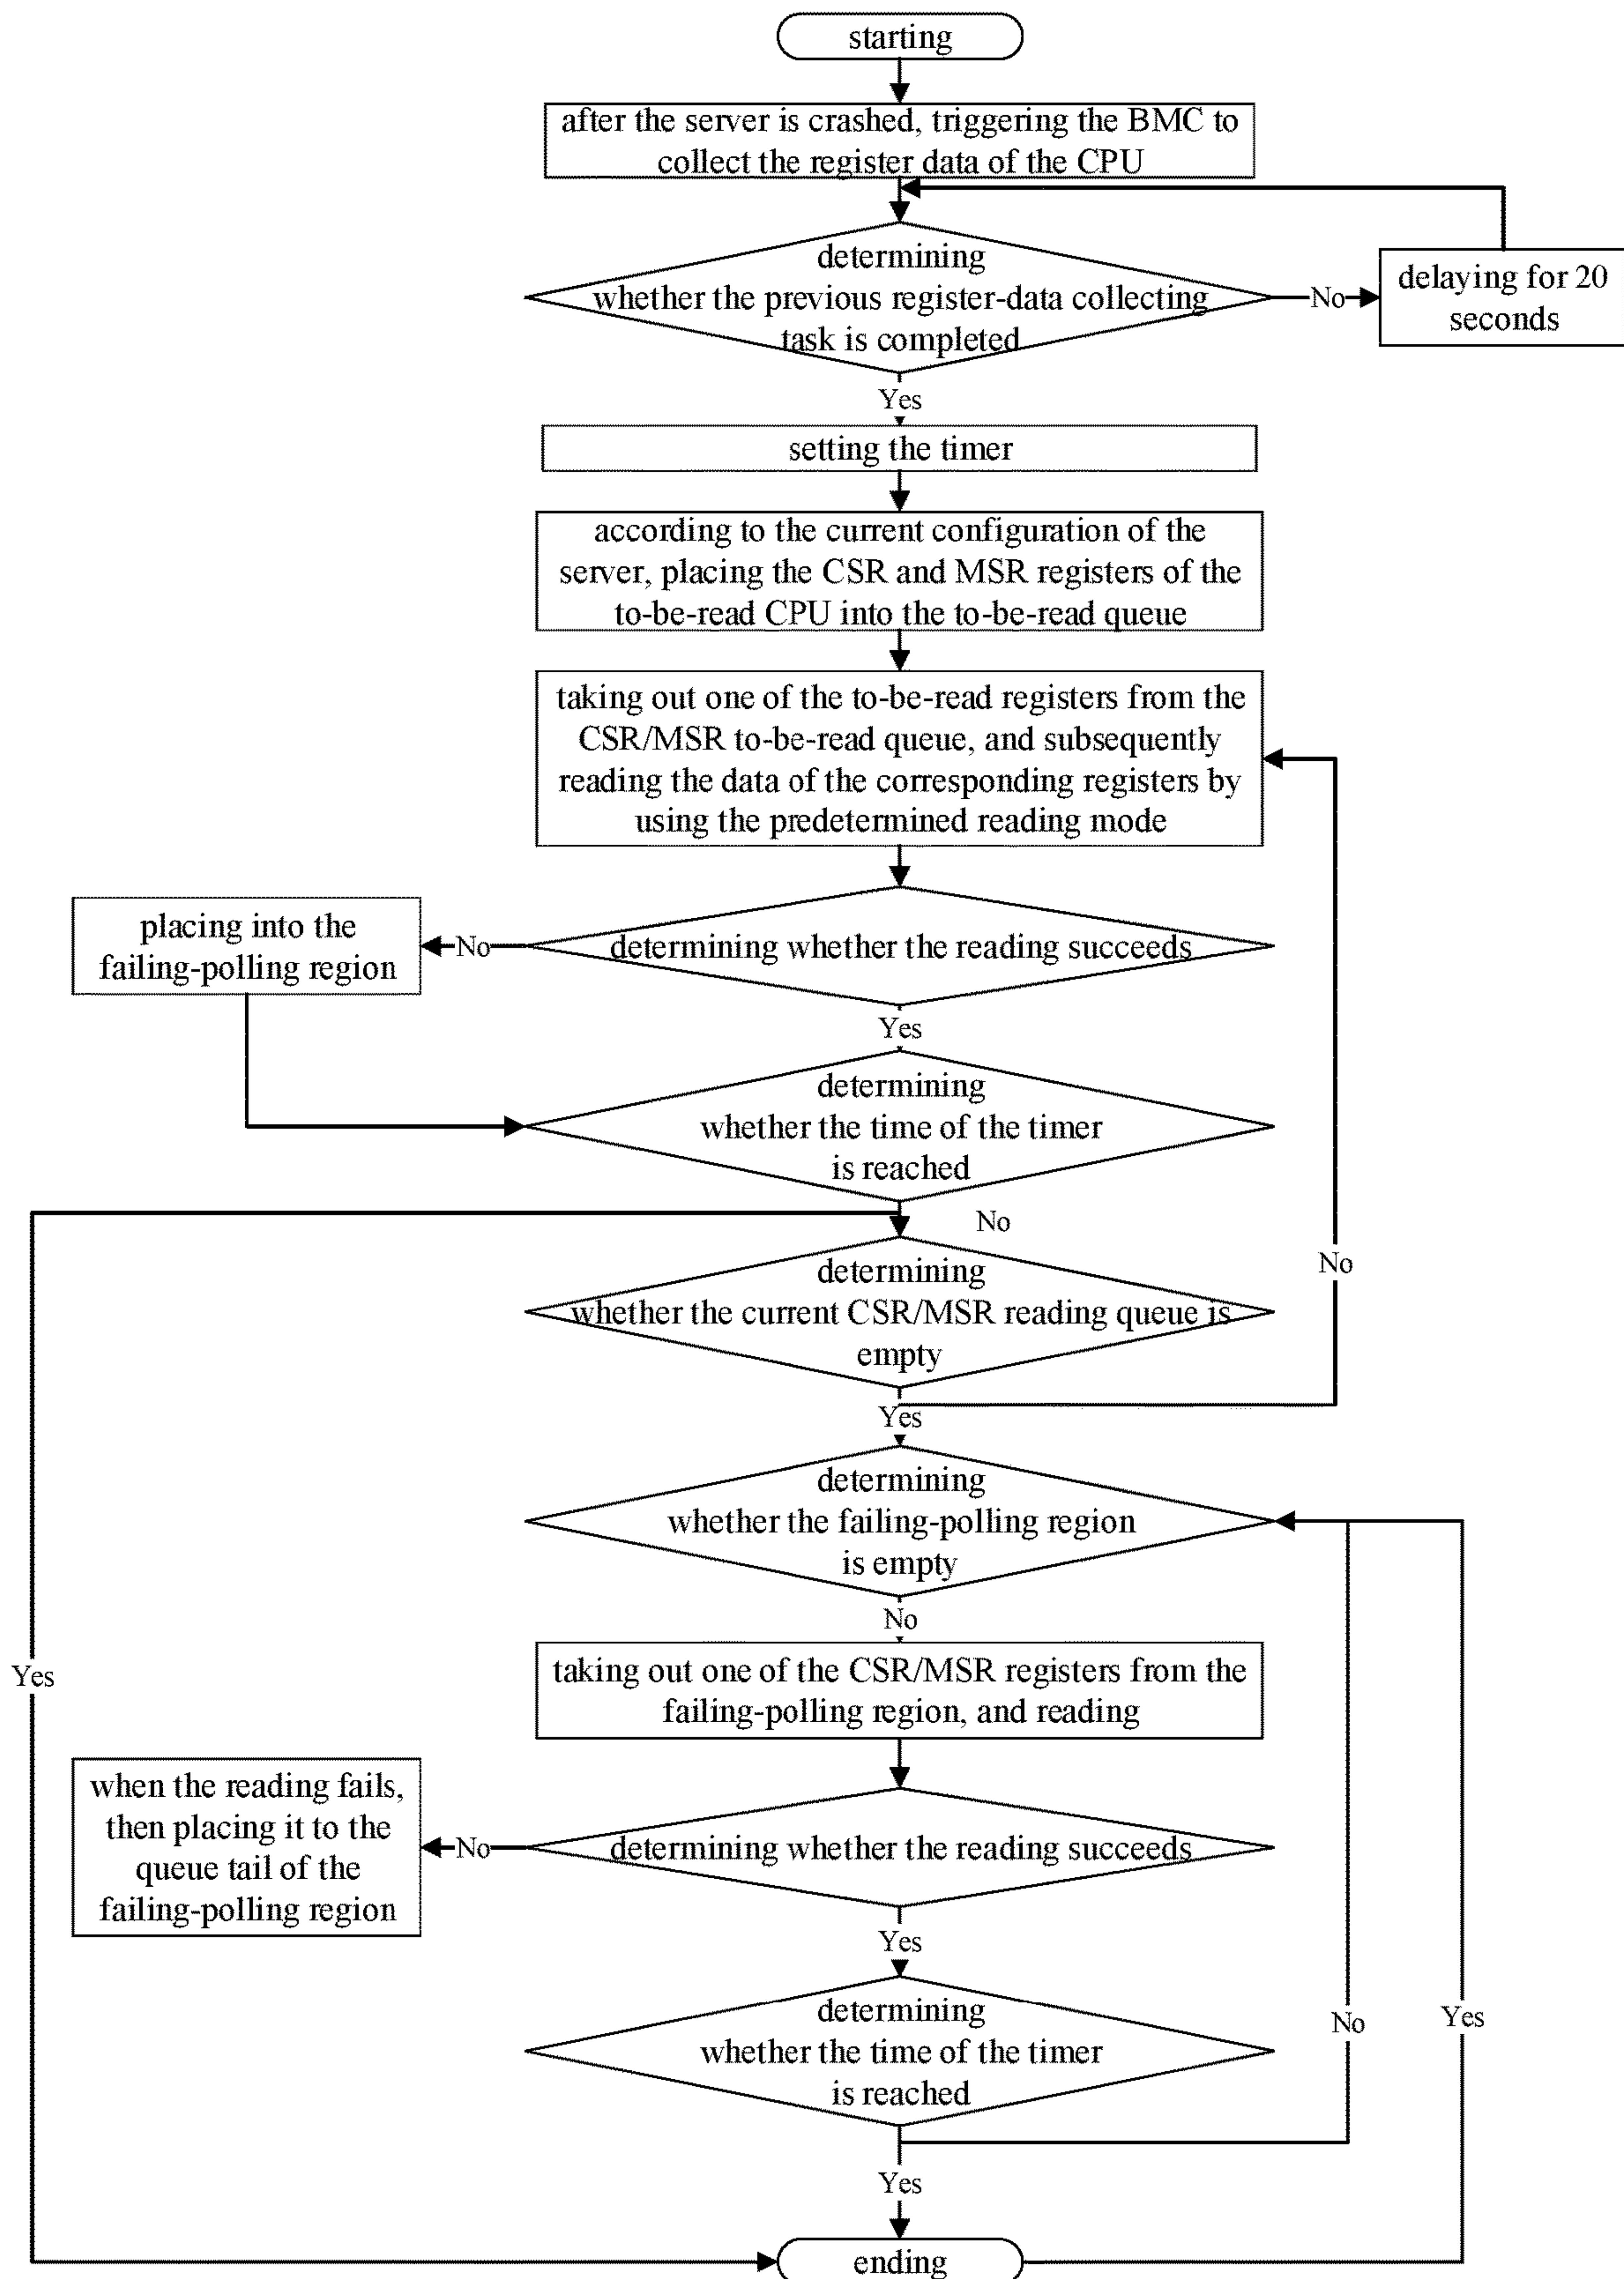 starting
after the server is crashed, triggering the BMC to
collect the register data of the CPU
determining
whether the previous register-data collecting
task is completed
No
delaying for 20
seconds
Yes
setting the timer
according to the current configuration of the
server, placing the CSR and MSR registers of the
to-be-read CPU into the to-be-read queue
taking out one of the to-be-read registers from the
CSR/MSR to-be-read queue, and subsequently
reading the data of the corresponding registers by
using the predetermined reading mode
placing into the
failing-polling region
No
determining whether the reading succeeds
Yes
determining
whether the time of the timer
is reached
No
No
determining
whether the current CSR/MSR reading queue is
empty
Yes
determining
whether the failing-polling region
is empty
No
Yes
taking out one of the CSR/MSR registers from the
failing-polling region, and reading
when the reading fails,
then placing it to the
queue tail of the
failing-polling region
No
determining whether the reading succeeds
Yes
determining
whether the time of the timer
is reached
No
Yes
Yes
ending